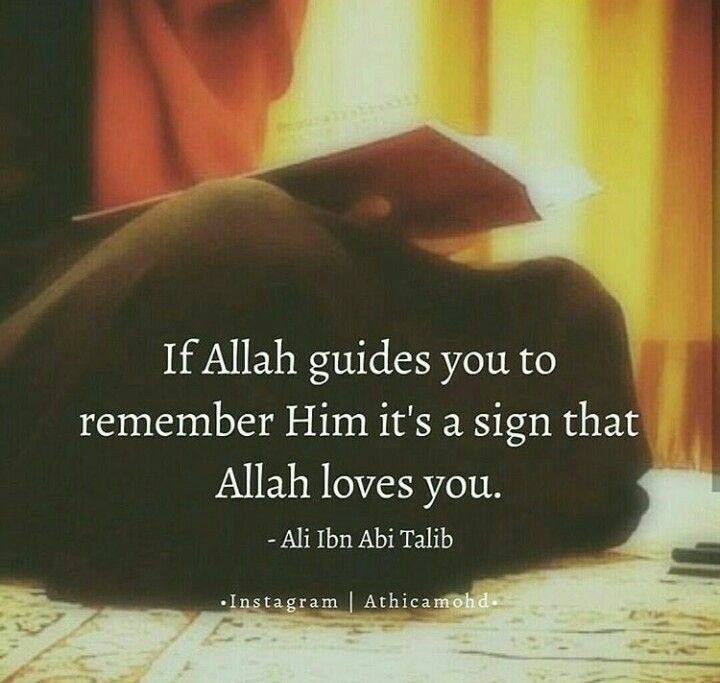 If Allah guides you to
remember Him it's a sign that
Allah loves you.
- Ali Ibn Abi Talib
•Instagram | Athicamohd•